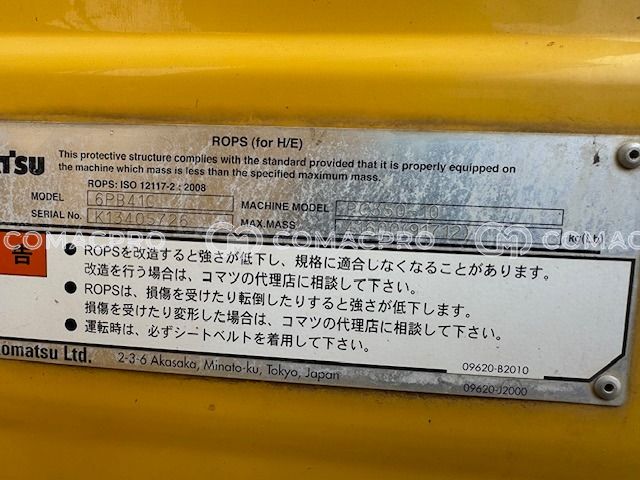 ROPS (for H/E)
This protective structure complies with the standard provided that it is properly equipped on
the machine which mass is less than the specified maximum mass.
ROPS: ISO 12117-2 : 2008
MODEL 6PB41C MACHINE MODEL PC350-10
SERIAL No. K13405726 MAX.MASS
COMACPRO COMACPRO COMACPRO
● ROPSを改造すると強さが低下し、規格に適合しなくなることがあります。
改造を行う場合は、コマツの代理店に相談して下さい。
● ROPSは、損傷を受けたり転倒したりすると強さが低下します。
損傷を受けたり変形した場合は、コマツの代理店に相談して下さい。
● 運転時は、必ずシートベルトを着用して下さい。
Komatsu Ltd. 2-3-6 Akasaka, Minato-ku, Tokyo, Japan
09620-B2010
09620-J2000